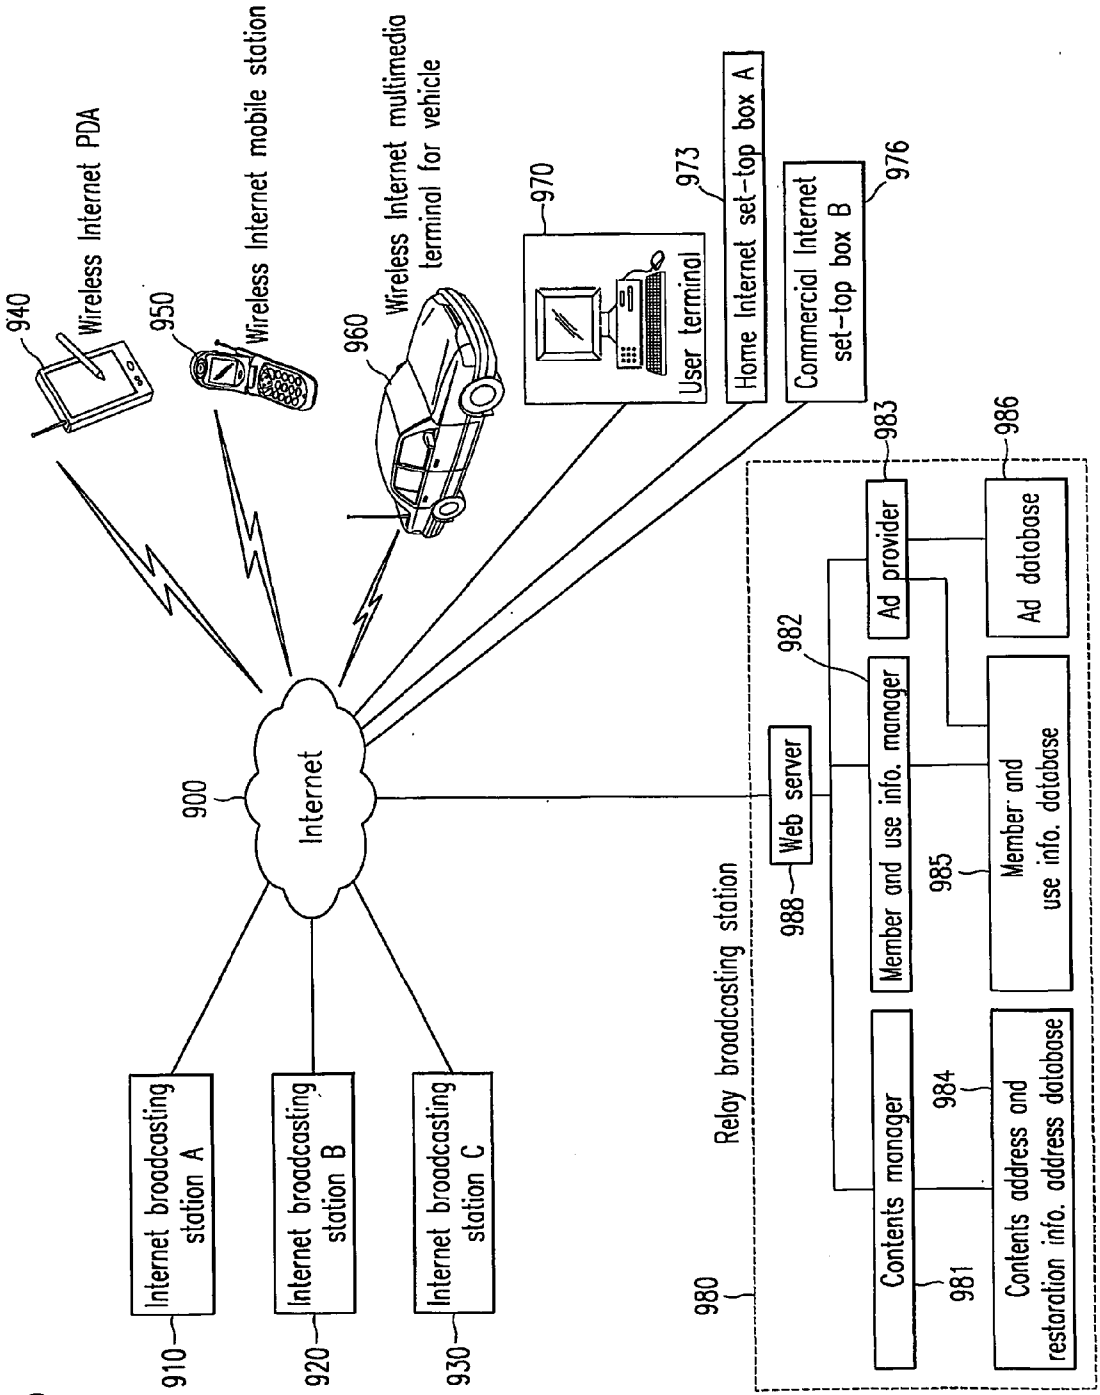 940
Wireless Internet PDA
950
Wireless Internet mobile station
960
Wireless Internet multimedia
terminal for vehicle
970
User terminal
973
Home Internet set-top box A
976
Commercial Internet
set-top box B
900
Internet
910
Internet broadcasting
station A
920
Internet broadcasting
station B
930
Internet broadcasting
station C
980
Relay broadcasting station
988
Web server
981
Contents manager
982
Member and use info. manager
983
Ad provider
984
Contents address and
restoration info. address database
985
Member and
use info. database
986
Ad database